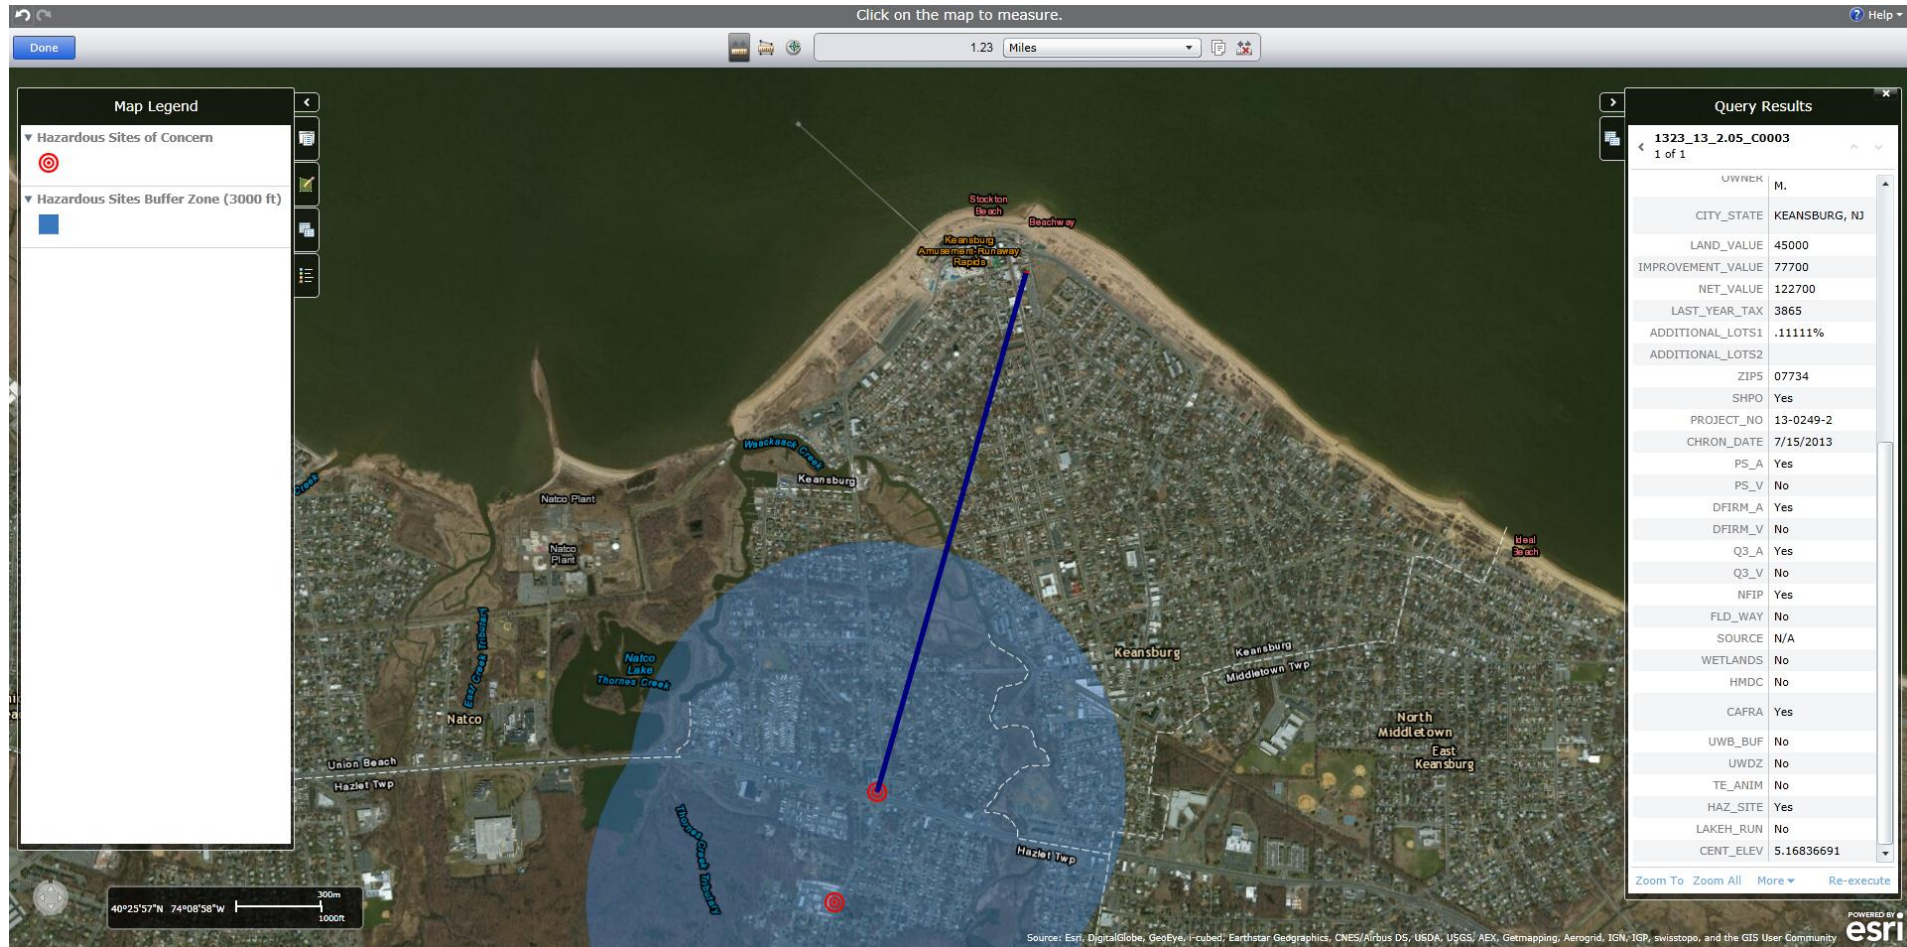 Click on the map to measure.
Help
Done
1.23 Miles
Map Legend
Hazardous Sites of Concern
Hazardous Sites Buffer Zone (3000 ft)
Query Results
1323_13_2.05_C0003
1 of 1
OWNER M.
CITY_STATE KEANSBURG, NJ
LAND_VALUE 45000
IMPROVEMENT_VALUE 77700
NET_VALUE 122700
LAST_YEAR_TAX 3865
ADDITIONAL_LOTS1 .11111%
ADDITIONAL_LOTS2
ZIP5 07734
SHPO Yes
PROJECT_NO 13-0249-2
CHRON_DATE 7/15/2013
PS_A Yes
PS_V No
DFIRM_A Yes
DFIRM_V No
Q3_A Yes
Q3_V No
NFIP Yes
FLD_WAY No
SOURCE N/A
WETLANDS No
HMDC No
CAFRA Yes
UWB_BUF No
UWDZ No
TE_ANIM No
HAZ_SITE Yes
LAKEH_RUN No
CENT_ELEV 5.16836691
Zoom To Zoom All More Re-execute
Stockton
Beach
Beachway
Keansburg
Amusement-Runaway
Rapids
Waackaack Creek
Keansburg
Creek
Natco Plant
Natco
Plant
Ideal
Beach
East Creek Tributary
Natco
Lake
Thornes Creek
Keansburg
Keansburg
Middletown Twp
Natco
North
Middletown
East
Keansburg
Union Beach
Hazlet Twp
Thornes Creek Tributary
Hazlet Twp
40°25'57"N 74°08'58"W
300m
1000ft
Source: Esri, DigitalGlobe, GeoEye, i-cubed, Earthstar Geographics, CNES/Airbus DS, USDA, USGS, AEX, Getmapping, Aerogrid, IGN, IGP, swisstopo, and the GIS User Community
POWERED BY
esri